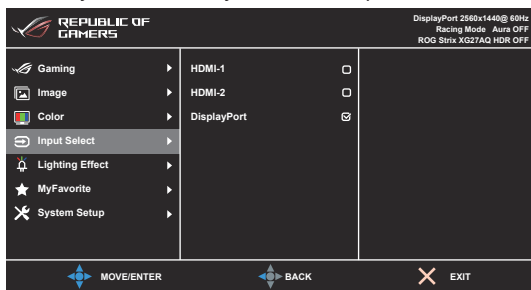 REPUBLIC OF
GAMERS
DisplayPort 2560x1440@ 60Hz
Racing Mode Aura OFF
ROG Strix XG27AQ HDR OFF
Gaming
Image
Color
Input Select
Lighting Effect
MyFavorite
System Setup
HDMI-1
HDMI-2
DisplayPort
MOVE/ENTER
BACK
EXIT